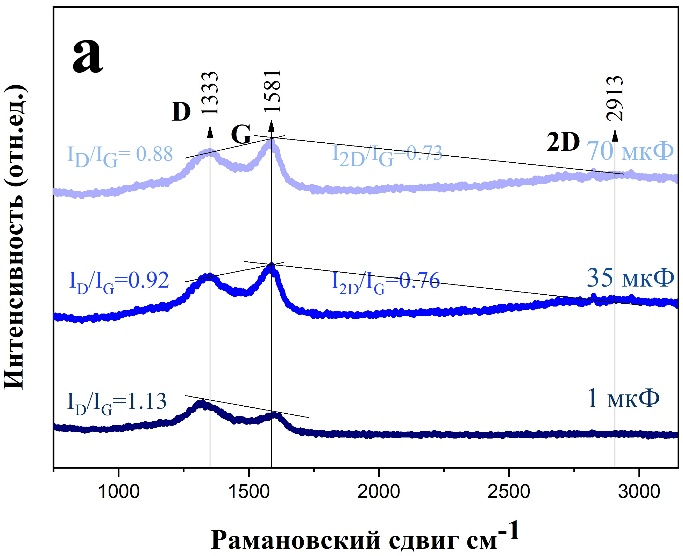 а
D
1333
G
1581
2D
2913
I_D/I_G= 0.88
I_2D/I_G=0.73
70 мкФ
I_D/I_G=0.92
I_2D/I_G=0.76
35 мкФ
I_D/I_G=1.13
1 мкФ
Интенсивность (отн.ед.)
1000
1500
2000
2500
3000
Рамановский сдвиг см⁻¹